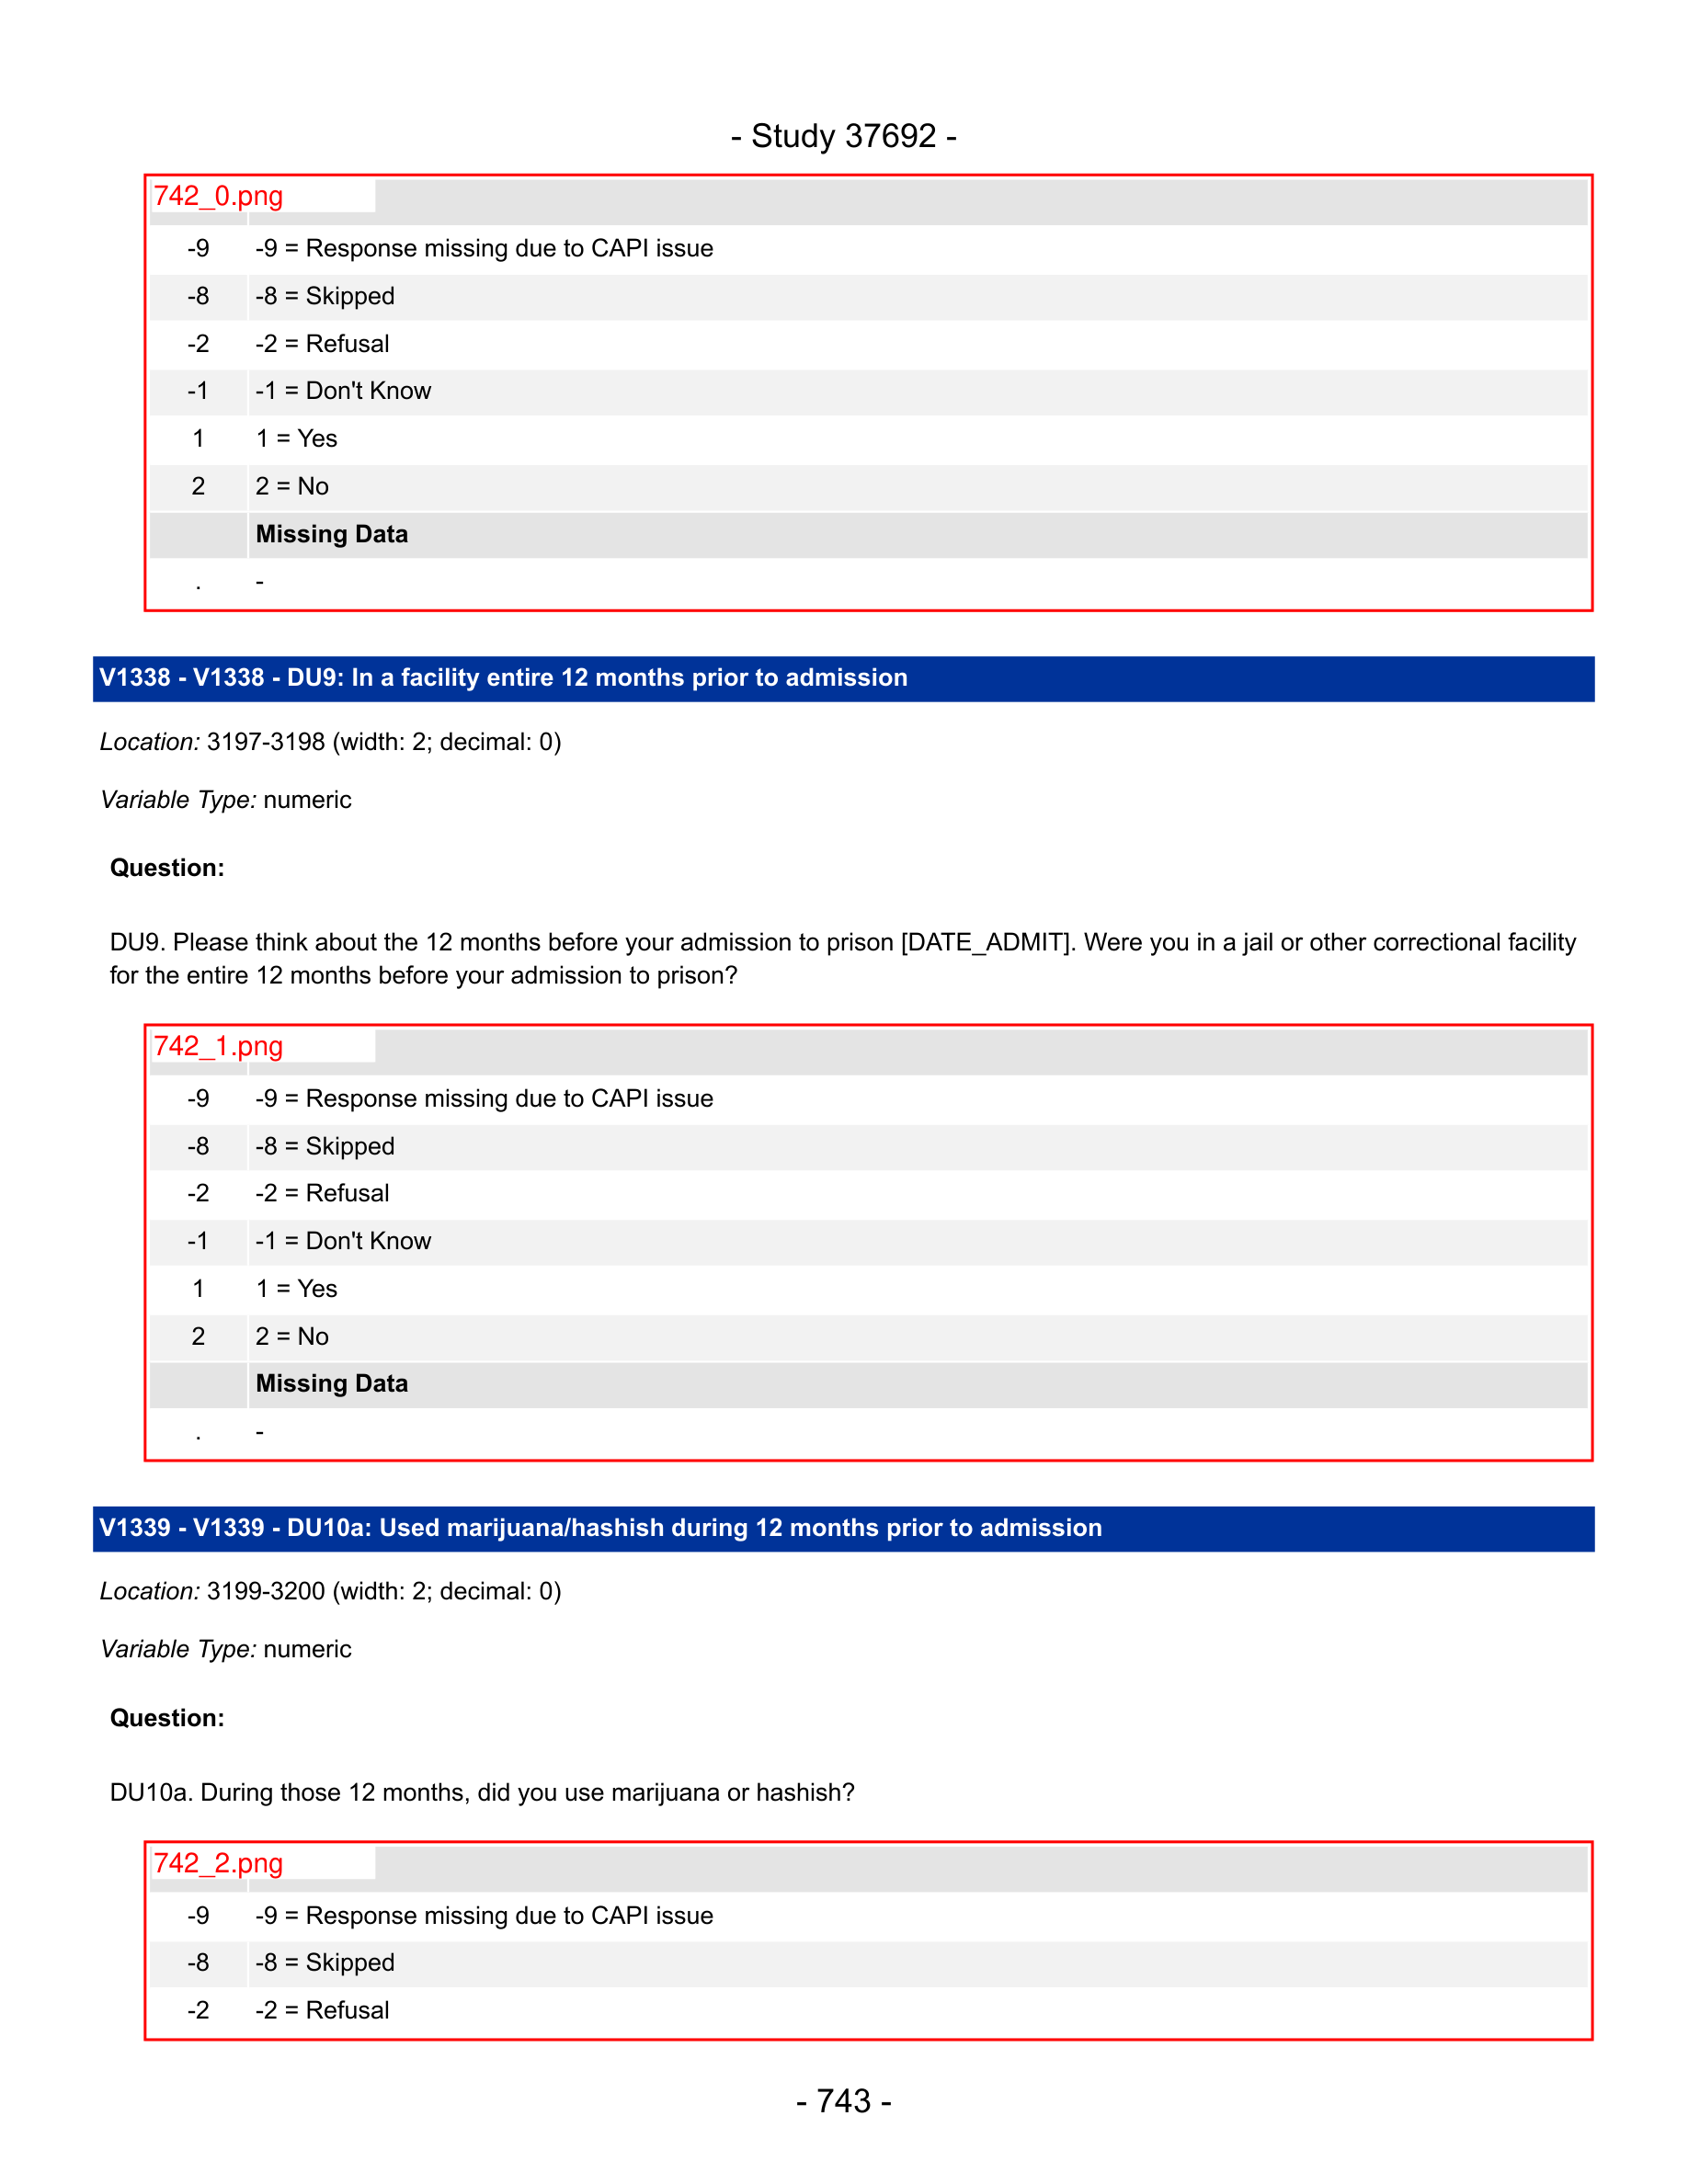 - Study 37692 -
742_0.png
-9 -9 = Response missing due to CAPI issue
-8 -8 = Skipped
-2 -2 = Refusal
-1 -1 = Don't Know
1 1 = Yes
2 2 = No
Missing Data
. -
V1338 - V1338 - DU9: In a facility entire 12 months prior to admission
Location: 3197-3198 (width: 2; decimal: 0)
Variable Type: numeric
Question:
DU9. Please think about the 12 months before your admission to prison [DATE_ADMIT]. Were you in a jail or other correctional facility
for the entire 12 months before your admission to prison?
742_1.png
-9 -9 = Response missing due to CAPI issue
-8 -8 = Skipped
-2 -2 = Refusal
-1 -1 = Don't Know
1 1 = Yes
2 2 = No
Missing Data
. -
V1339 - V1339 - DU10a: Used marijuana/hashish during 12 months prior to admission
Location: 3199-3200 (width: 2; decimal: 0)
Variable Type: numeric
Question:
DU10a. During those 12 months, did you use marijuana or hashish?
742_2.png
-9 -9 = Response missing due to CAPI issue
-8 -8 = Skipped
-2 -2 = Refusal
- 743 -